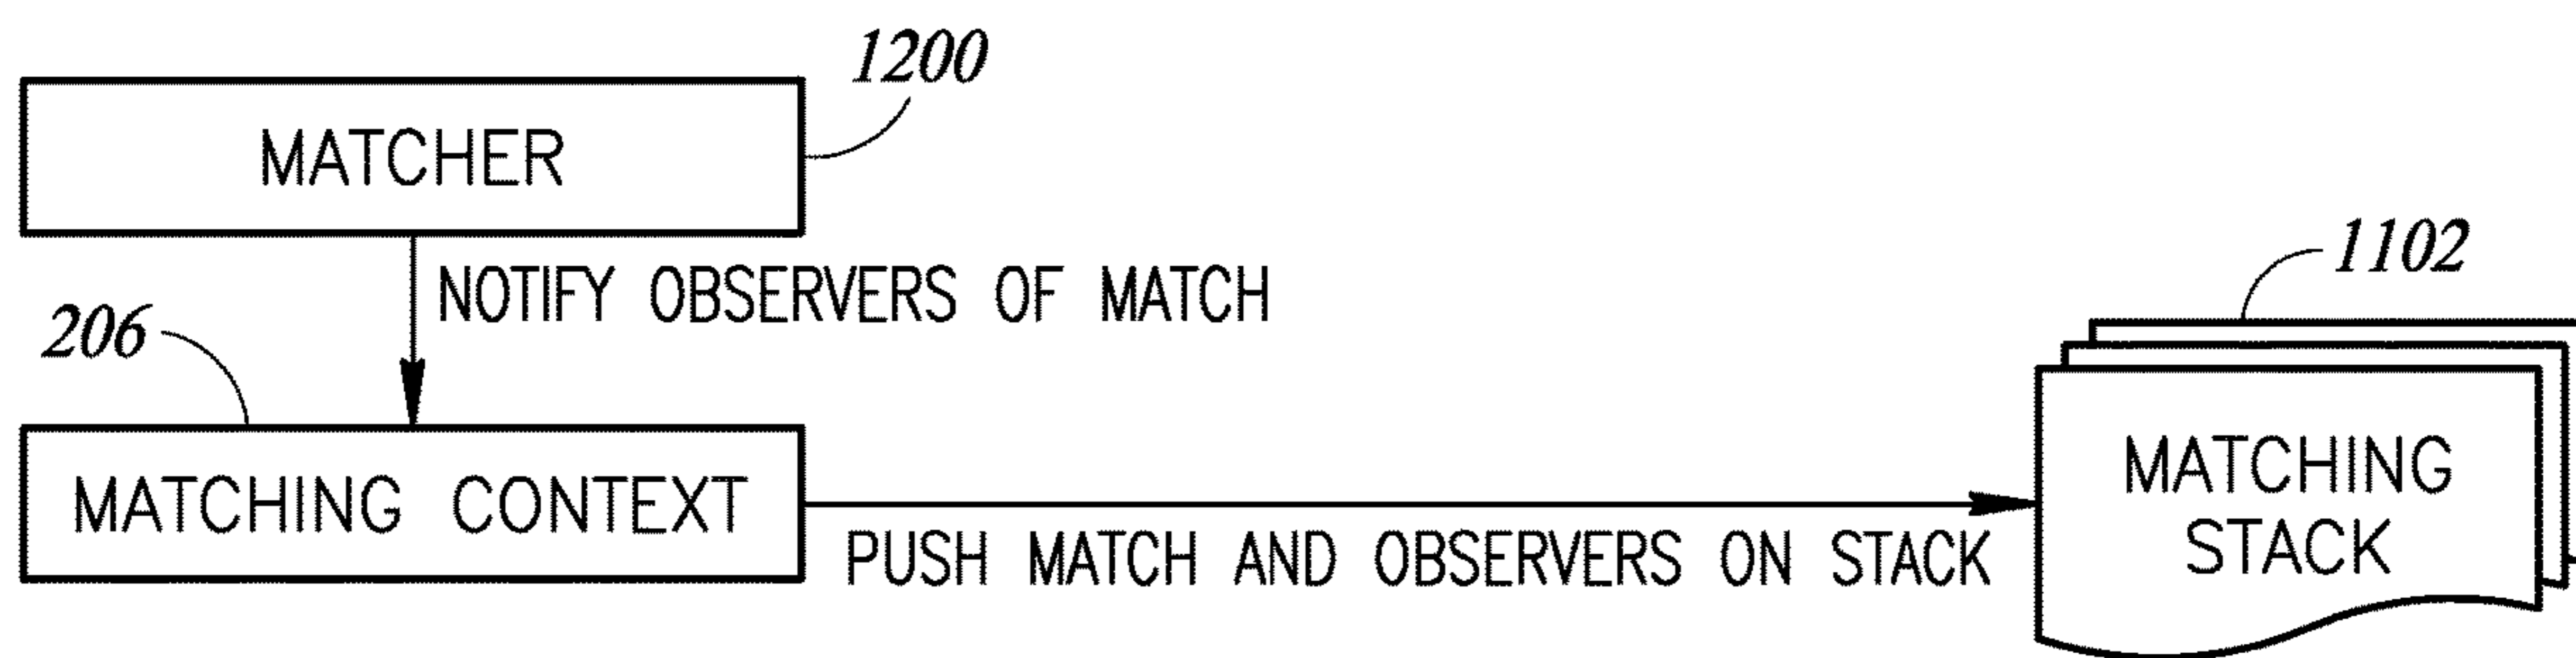 1200
MATCHER
NOTIFY OBSERVERS OF MATCH
206
1102
MATCHING CONTEXT
PUSH MATCH AND OBSERVERS ON STACK
MATCHING
STACK